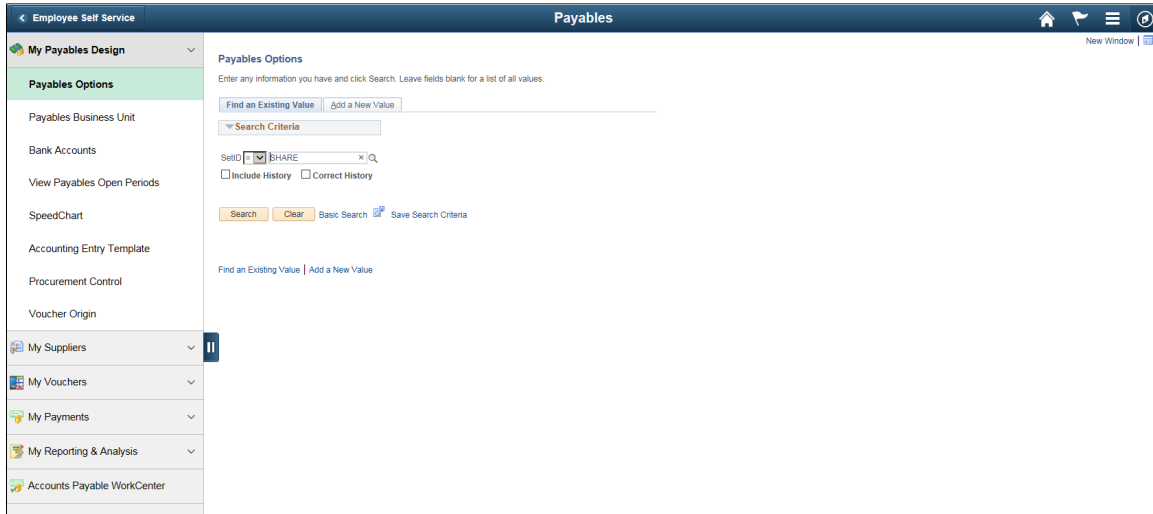 Employee Self Service
Payables
New Window
My Payables Design
Payables Options
Payables Business Unit
Bank Accounts
View Payables Open Periods
SpeedChart
Accounting Entry Template
Procurement Control
Voucher Origin
My Suppliers
My Vouchers
My Payments
My Reporting & Analysis
Accounts Payable WorkCenter
Payables Options
Enter any information you have and click Search. Leave fields blank for a list of all values.
Find an Existing Value Add a New Value
Search Criteria
SetID = SHARE
Include History Correct History
Search Clear Basic Search Save Search Criteria
Find an Existing Value | Add a New Value